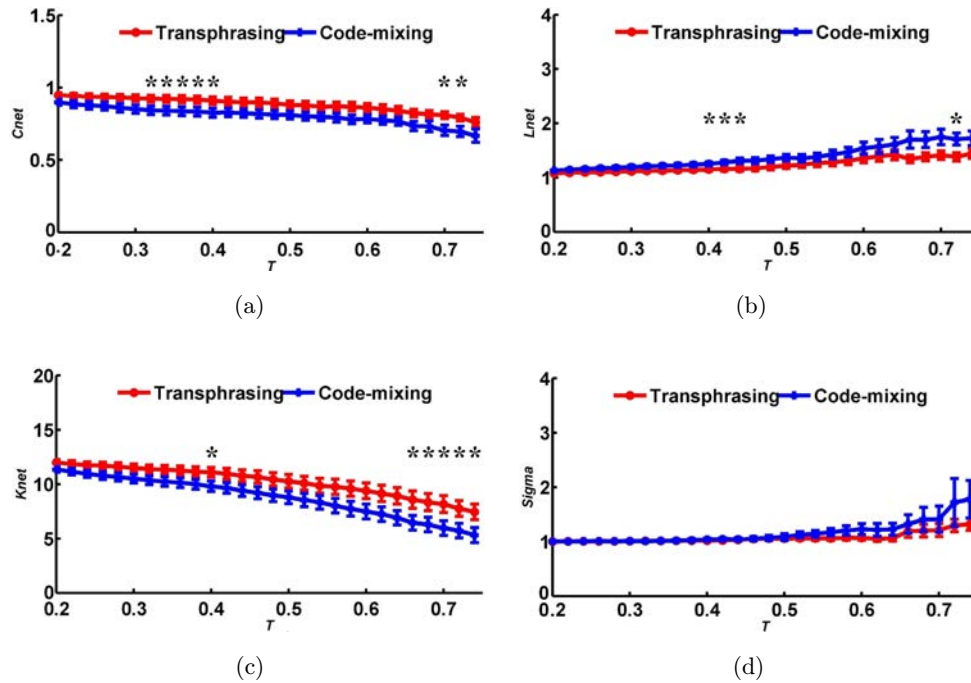 1.5
Transphrasing Code-mixing
*****
**
1
Cnet
0.5
0
0.2 0.3 0.4 0.5 0.6 0.7
T
(a)
4
Transphrasing Code-mixing
3
Lnet
2
***
*
1
0
0.2 0.3 0.4 0.5 0.6 0.7
T
(b)
20
Transphrasing Code-mixing
15
*
*****
Knet
10
5
0
0.2 0.3 0.4 0.5 0.6 0.7
T
(c)
4
Transphrasing Code-mixing
3
Sigma
2
1
0
0.2 0.3 0.4 0.5 0.6 0.7
T
(d)